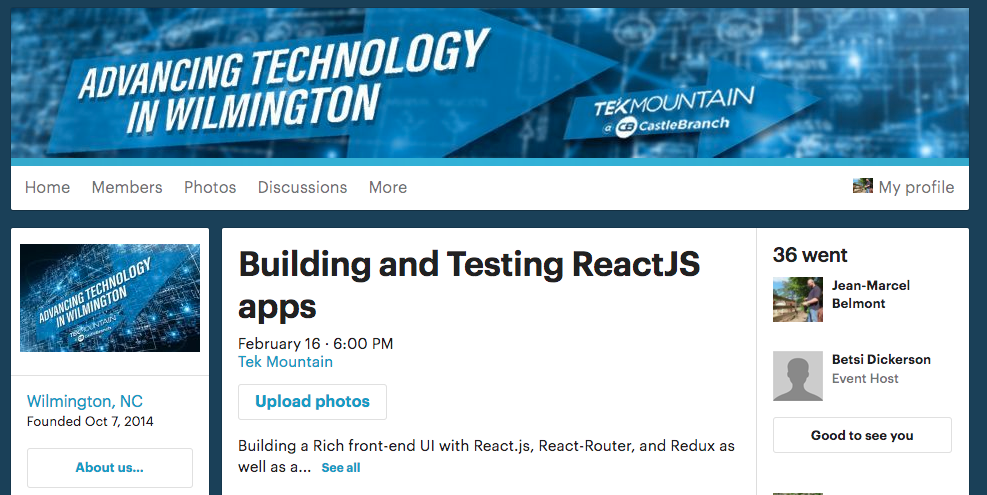 ADVANCING TECHNOLOGY
IN WILMINGTON
TEKMOUNTAIN
a CB CastleBranch
Home Members Photos Discussions More My profile
ADVANCING TECHNOLOGY
IN WILMINGTON
TEKMOUNTAIN
CastleBranch
Wilmington, NC
Founded Oct 7, 2014
About us...
Building and Testing ReactJS
apps
February 16 · 6:00 PM
Tek Mountain
Upload photos
Building a Rich front-end UI with React.js, React-Router, and Redux as
well as a... See all
36 went
Jean-Marcel
Belmont
Betsi Dickerson
Event Host
Good to see you